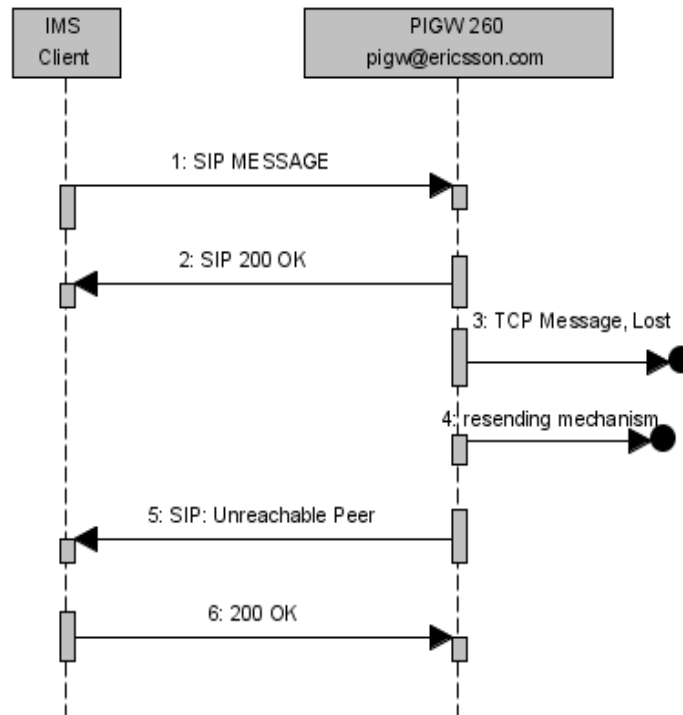 IMS
Client
PIGW 260
pigw@ericsson.com
1: SIP MESSAGE
2: SIP 200 OK
3: TCP Message, Lost
4: resending mechanism
5: SIP: Unreachable Peer
6: 200 OK